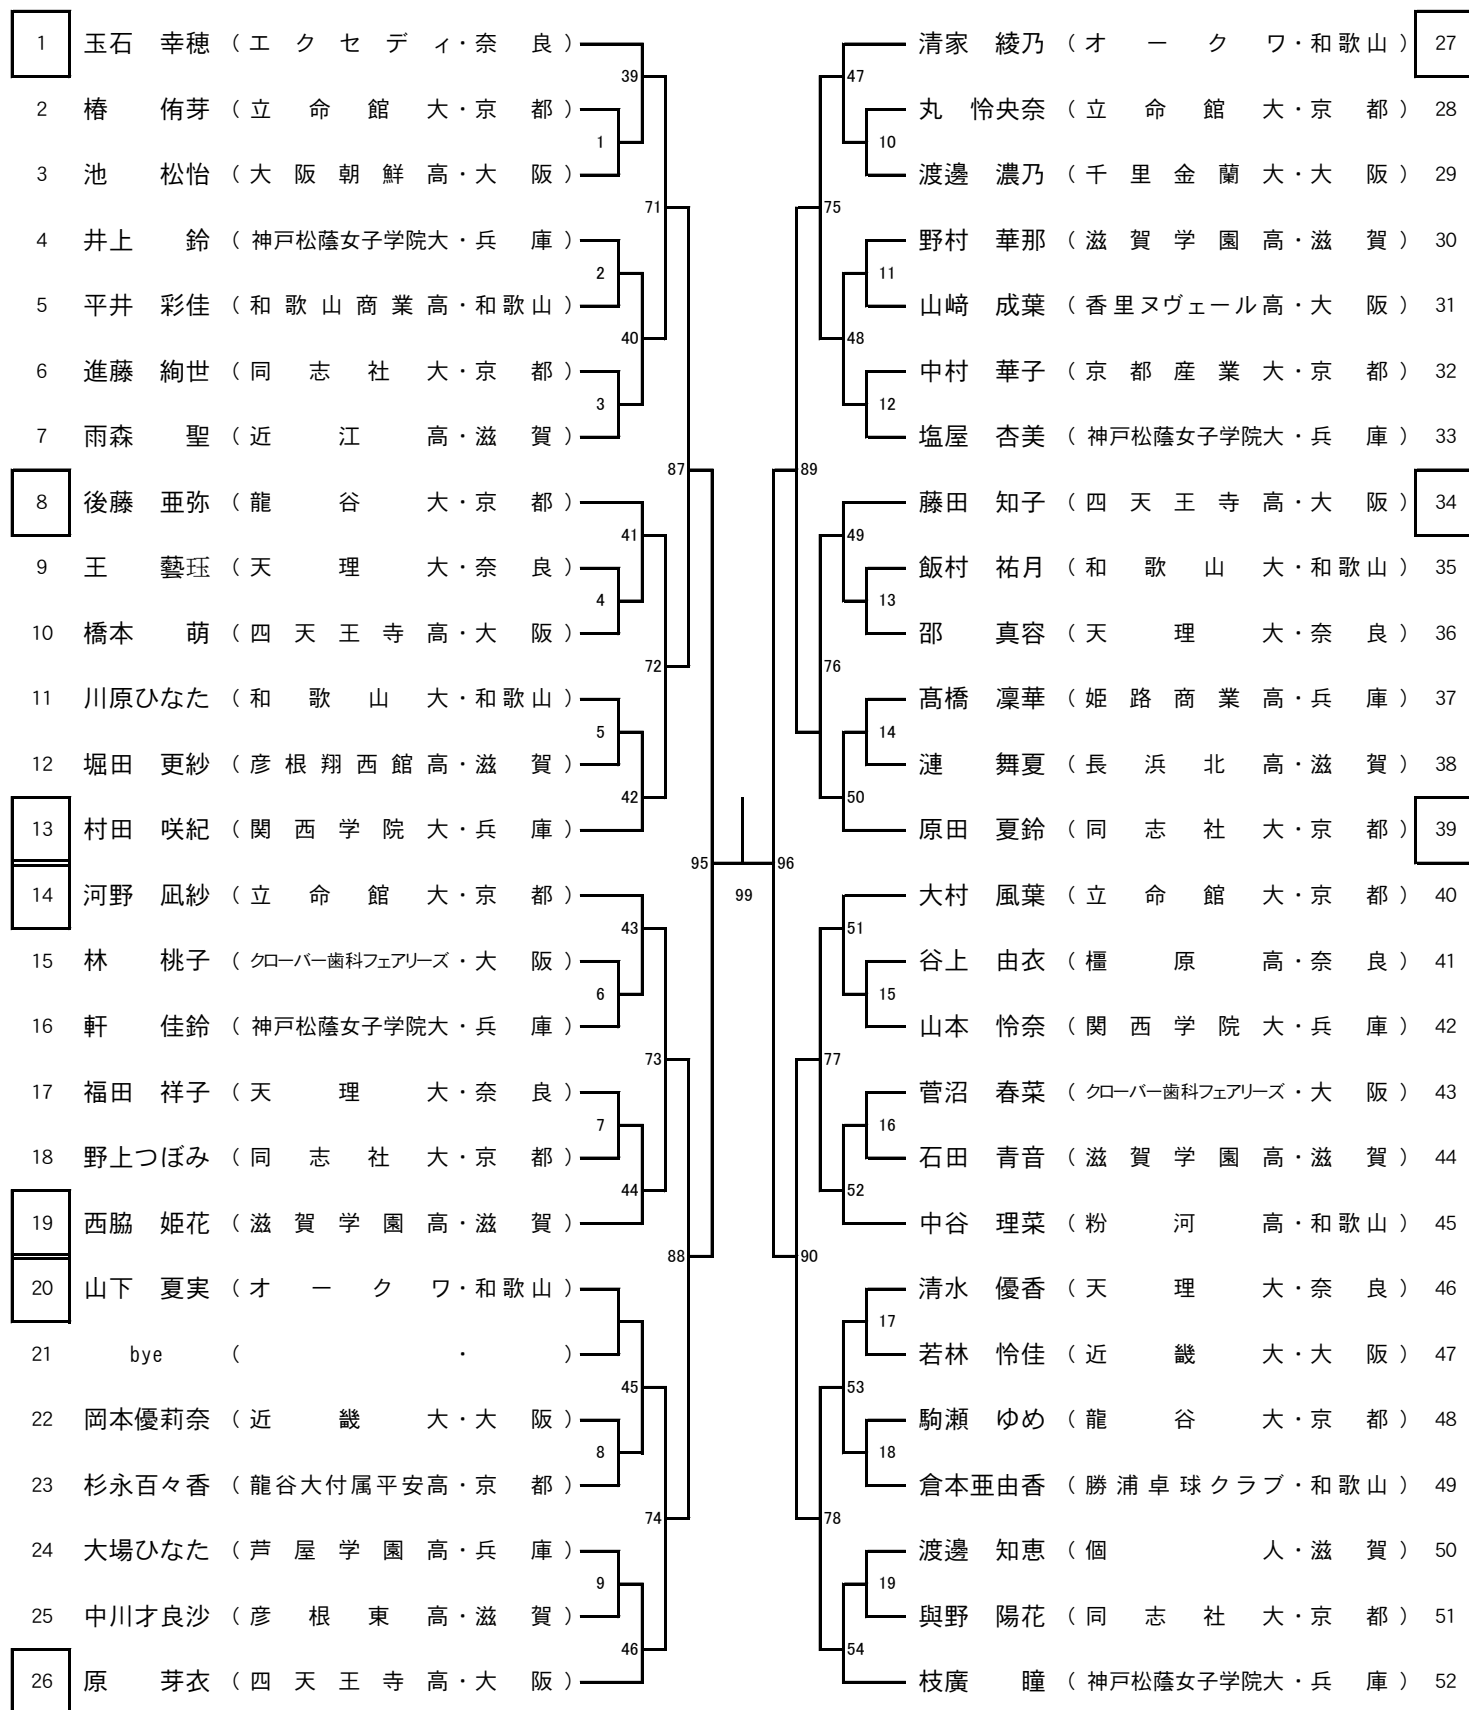 1 玉石 幸穂 (エクセディ・奈良)
2 椿 侑芽 (立命館大・京都)
3 池 松怡 (大阪朝鮮高・大阪)
4 井上 鈴 (神戸松蔭女子学院大・兵庫)
5 平井 彩佳 (和歌山商業高・和歌山)
6 進藤 絢世 (同志社大・京都)
7 雨森 聖 (近江高・滋賀)
8 後藤 亜弥 (龍谷大・京都)
9 王 藝珏 (天理大・奈良)
10 橋本 萌 (四天王寺高・大阪)
11 川原ひなた (和歌山大・和歌山)
12 堀田 更紗 (彦根翔西館高・滋賀)
13 村田 咲紀 (関西学院大・兵庫)
14 河野 凪紗 (立命館大・京都)
15 林 桃子 (クローバー歯科フェアリーズ・大阪)
16 軒 佳鈴 (神戸松蔭女子学院大・兵庫)
17 福田 祥子 (天理大・奈良)
18 野上つぼみ (同志社大・京都)
19 西脇 姫花 (滋賀学園高・滋賀)
20 山下 夏実 (オークワ・和歌山)
21 bye ( ・ )
22 岡本優莉奈 (近畿大・大阪)
23 杉永百々香 (龍谷大付属平安高・京都)
24 大場ひなた (芦屋学園高・兵庫)
25 中川才良沙 (彦根東高・滋賀)
26 原 芽衣 (四天王寺高・大阪)
39
1
71
2
40
3
87
41
4
72
5
42
95
43
6
73
7
44
88
45
8
74
9
46
99
清家 綾乃 (オークワ・和歌山) 27
丸 怜央奈 (立命館大・京都) 28
渡邊 濃乃 (千里金蘭大・大阪) 29
野村 華那 (滋賀学園高・滋賀) 30
山﨑 成葉 (香里ヌヴェール高・大阪) 31
中村 華子 (京都産業大・京都) 32
塩屋 杏美 (神戸松蔭女子学院大・兵庫) 33
藤田 知子 (四天王寺高・大阪) 34
飯村 祐月 (和歌山大・和歌山) 35
邵 真容 (天理大・奈良) 36
髙橋 凜華 (姫路商業高・兵庫) 37
漣 舞夏 (長浜北高・滋賀) 38
原田 夏鈴 (同志社大・京都) 39
大村 風葉 (立命館大・京都) 40
谷上 由衣 (橿原高・奈良) 41
山本 怜奈 (関西学院大・兵庫) 42
菅沼 春菜 (クローバー歯科フェアリーズ・大阪) 43
石田 青音 (滋賀学園高・滋賀) 44
中谷 理菜 (粉河高・和歌山) 45
清水 優香 (天理大・奈良) 46
若林 怜佳 (近畿大・大阪) 47
駒瀬 ゆめ (龍谷大・京都) 48
倉本亜由香 (勝浦卓球クラブ・和歌山) 49
渡邊 知恵 (個人・滋賀) 50
與野 陽花 (同志社大・京都) 51
枝廣 瞳 (神戸松蔭女子学院大・兵庫) 52
47
10
75
11
48
12
89
49
13
76
14
50
96
51
15
77
16
52
90
17
53
18
78
19
54